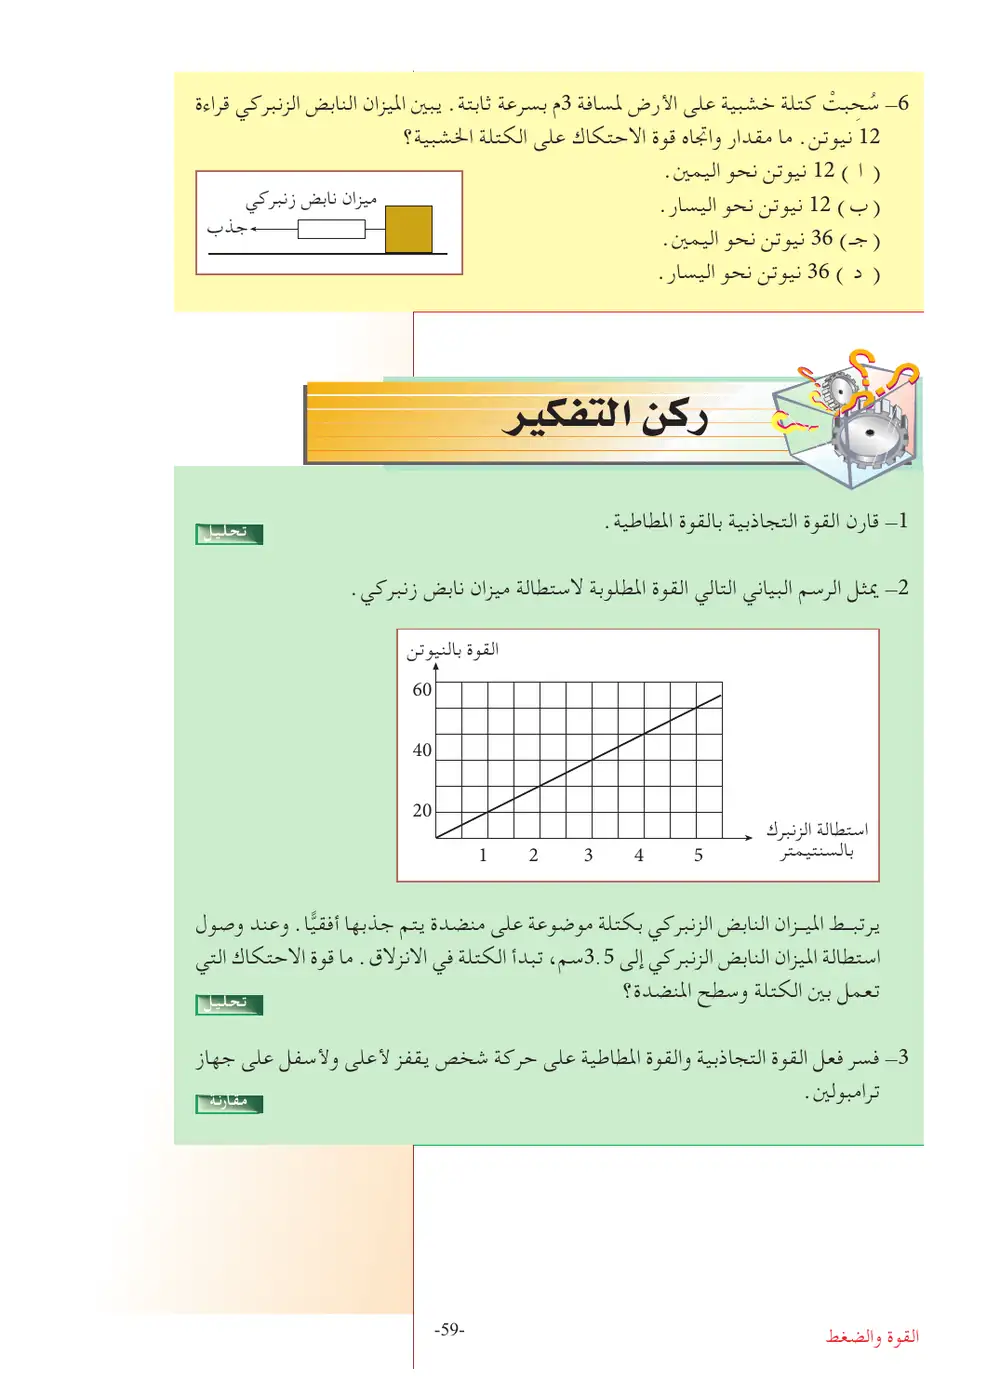 6– سُحِبتْ كتلة خشبية على الأرض لمسافة 3م بسرعة ثابتة. يبين الميزان النابض الزنبركي قراءة
12 نيوتن. ما مقدار واتجاه قوة الاحتكاك على الكتلة الخشبية؟
( ا ) 12 نيوتن نحو اليمين.
(ب) 12 نيوتن نحو اليسار.
(جـ) 36 نيوتن نحو اليمين.
( د ) 36 نيوتن نحو اليسار.
ميزان نابض زنبركي
جذب
ركن التفكير
1– قارن القوة التجاذبية بالقوة المطاطية.
تحليل
2– يمثل الرسم البياني التالي القوة المطلوبة لاستطالة ميزان نابض زنبركي.
القوة بالنيوتن
60
40
20
1 2 3 4 5
استطالة الزنبرك
بالسنتيمتر
يرتبـط الميـزان النابض الزنبركي بكتلة موضوعة على منضدة يتم جذبها أفقيًّا. وعند وصول
استطالة الميزان النابض الزنبركي إلى 3.5سم، تبدأ الكتلة في الانزلاق. ما قوة الاحتكاك التي
تعمل بين الكتلة وسطح المنضدة؟
تحليل
3– فسر فعل القوة التجاذبية والقوة المطاطية على حركة شخص يقفز لأعلى ولأسفل على جهاز
ترامبولين.
مقارنة
-59-
القوة والضغط